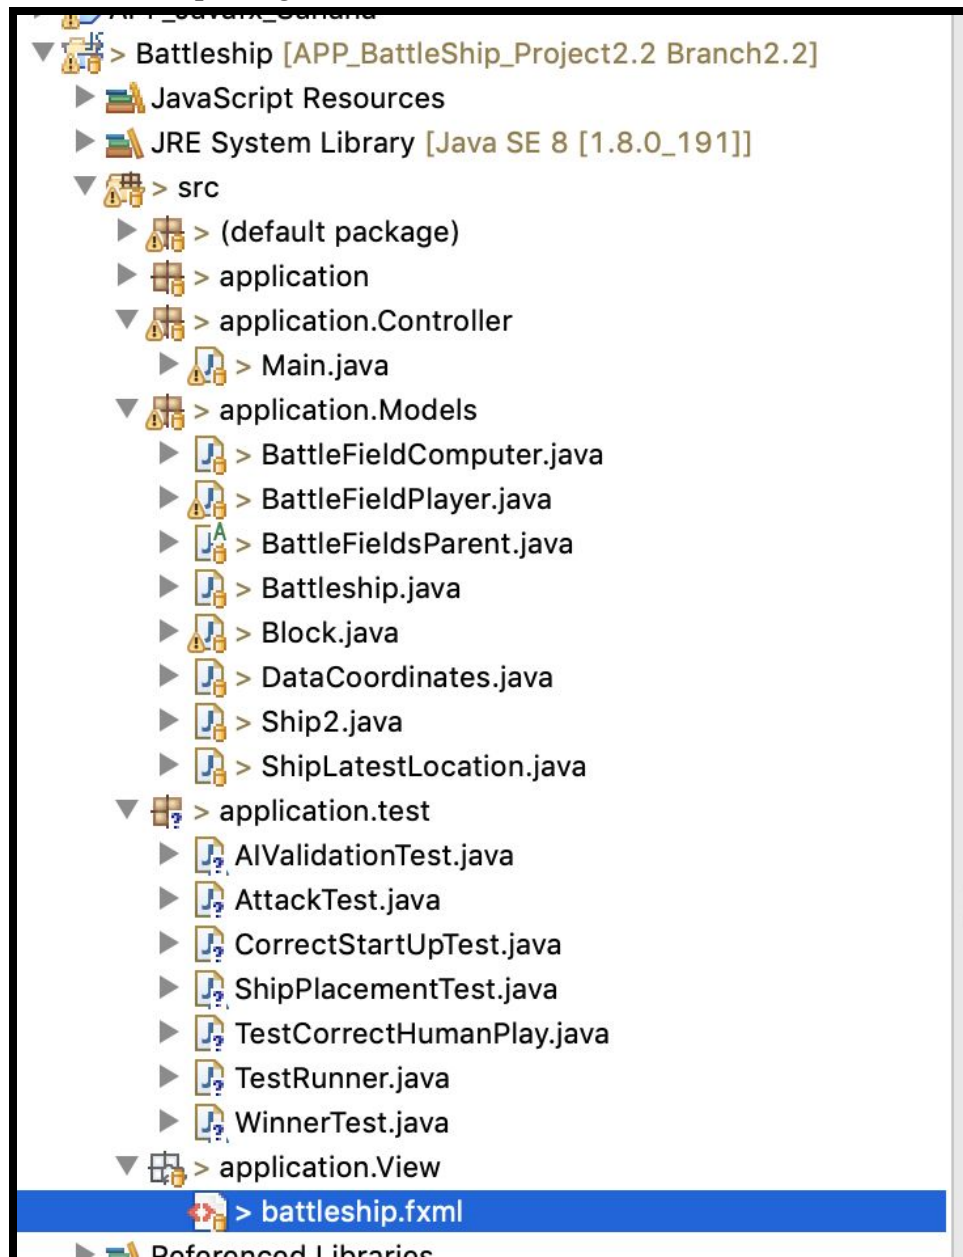 APP_Javafx_Banana
> Battleship [APP_BattleShip_Project2.2 Branch2.2]
JavaScript Resources
JRE System Library [Java SE 8 [1.8.0_191]]
> src
> (default package)
> application
> application.Controller
> Main.java
> application.Models
> BattleFieldComputer.java
> BattleFieldPlayer.java
> BattleFieldsParent.java
> Battleship.java
> Block.java
> DataCoordinates.java
> Ship2.java
> ShipLatestLocation.java
> application.test
AIValidationTest.java
AttackTest.java
CorrectStartUpTest.java
ShipPlacementTest.java
TestCorrectHumanPlay.java
TestRunner.java
WinnerTest.java
> application.View
> battleship.fxml
Referenced Libraries